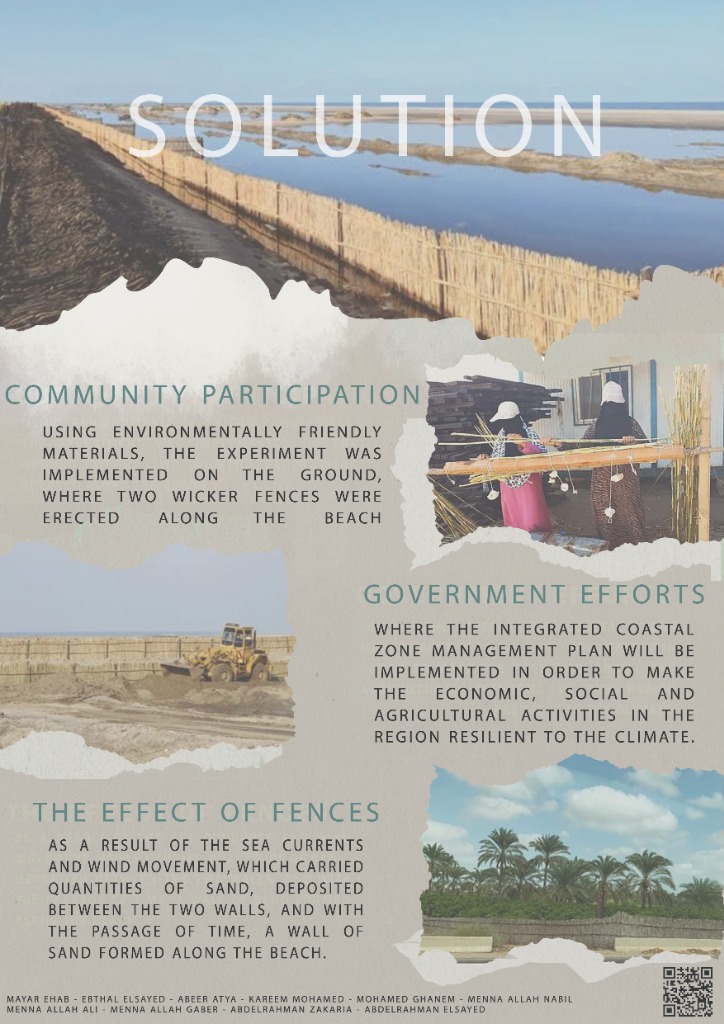 SOLUTION
COMMUNITY PARTICIPATION
USING ENVIRONMENTALLY FRIENDLY
MATERIALS, THE EXPERIMENT WAS
IMPLEMENTED ON THE GROUND,
WHERE TWO WICKER FENCES WERE
ERECTED ALONG THE BEACH
GOVERNMENT EFFORTS
WHERE THE INTEGRATED COASTAL
ZONE MANAGEMENT PLAN WILL BE
IMPLEMENTED IN ORDER TO MAKE
THE ECONOMIC, SOCIAL AND
AGRICULTURAL ACTIVITIES IN THE
REGION RESILIENT TO THE CLIMATE.
THE EFFECT OF FENCES
AS A RESULT OF THE SEA CURRENTS
AND WIND MOVEMENT, WHICH CARRIED
QUANTITIES OF SAND, DEPOSITED
BETWEEN THE TWO WALLS, AND WITH
THE PASSAGE OF TIME, A WALL OF
SAND FORMED ALONG THE BEACH.
MAYAR EHAB - EBTHAL ELSAYED - ABEER ATYA - KAREEM MOHAMED - MOHAMED GHANEM - MENNA ALLAH NABIL
MENNA ALLAH ALI - MENNA ALLAH GABER - ABDELRAHMAN ZAKARIA - ABDELRAHMAN ELSAYED